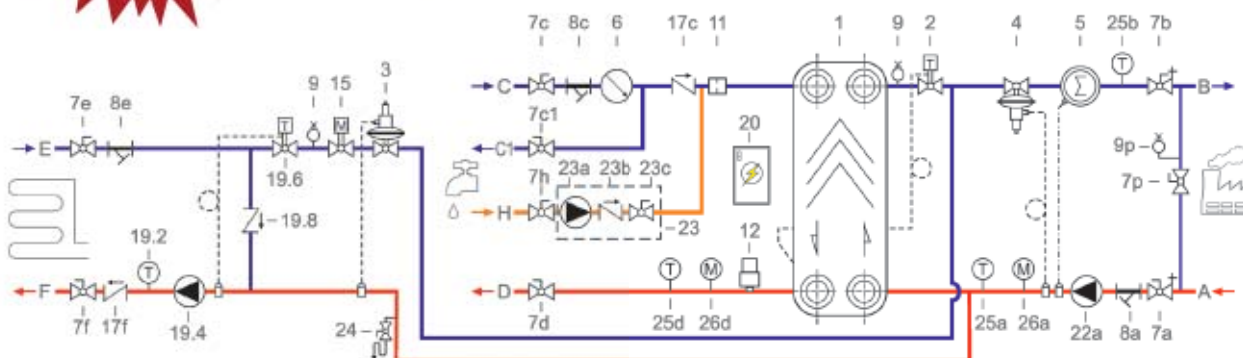 7c 8c 6 17c 11 1 9 2 4 5 25b 7b
7e 8e 9 15 3
T M T Σ T
C B
E C1
7c1
19.6
20
9p
7p
7h 23a 23b 23c
H
23
19.8
19.2
12
T T M T M
F D A
7f 17f 19.4 24 7d 25d 26d 25a 26a 22a 8a 7a